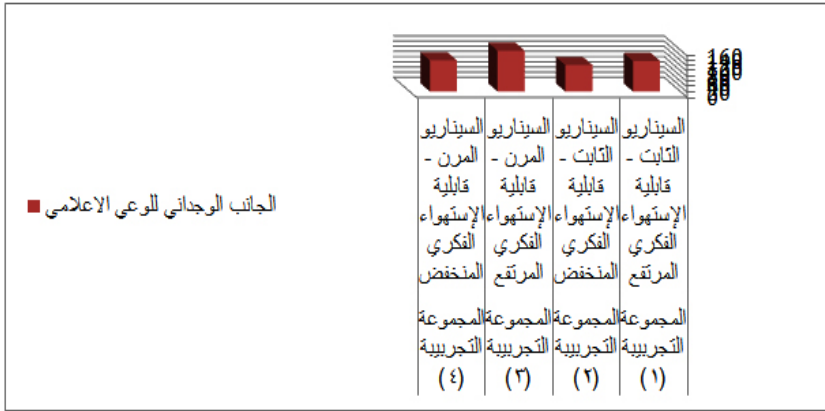 160
0
السيناريو
الثابت -
قابلية
الإستهواء
الفكري
المرتفع
المجموعة
التجريبية
(١)
السيناريو
الثابت -
قابلية
الإستهواء
الفكري
المنخفض
المجموعة
التجريبية
(٢)
السيناريو
المرن -
قابلية
الإستهواء
الفكري
المرتفع
المجموعة
التجريبية
(٣)
السيناريو
المرن -
قابلية
الإستهواء
الفكري
المنخفض
المجموعة
التجريبية
(٤)
الجانب الوجداني للوعي الاعلامي